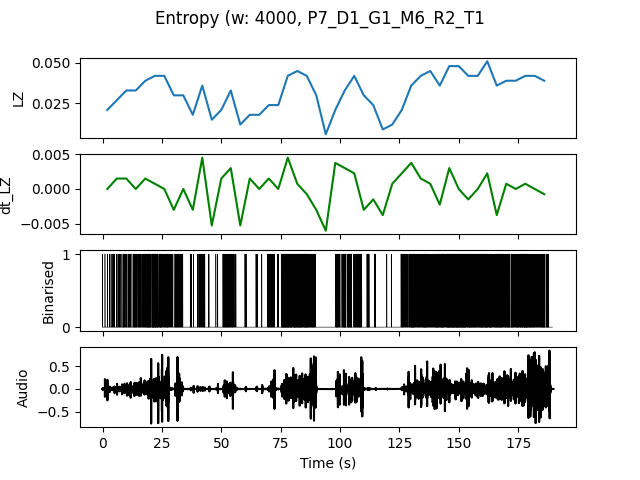 Entropy (w: 4000, P7_D1_G1_M6_R2_T1
0.050
0.025
LZ
0.005
0.000
−0.005
dt_LZ
1
0
Binarised
0.5
0.0
−0.5
Audio
0 25 50 75 100 125 150 175
Time (s)